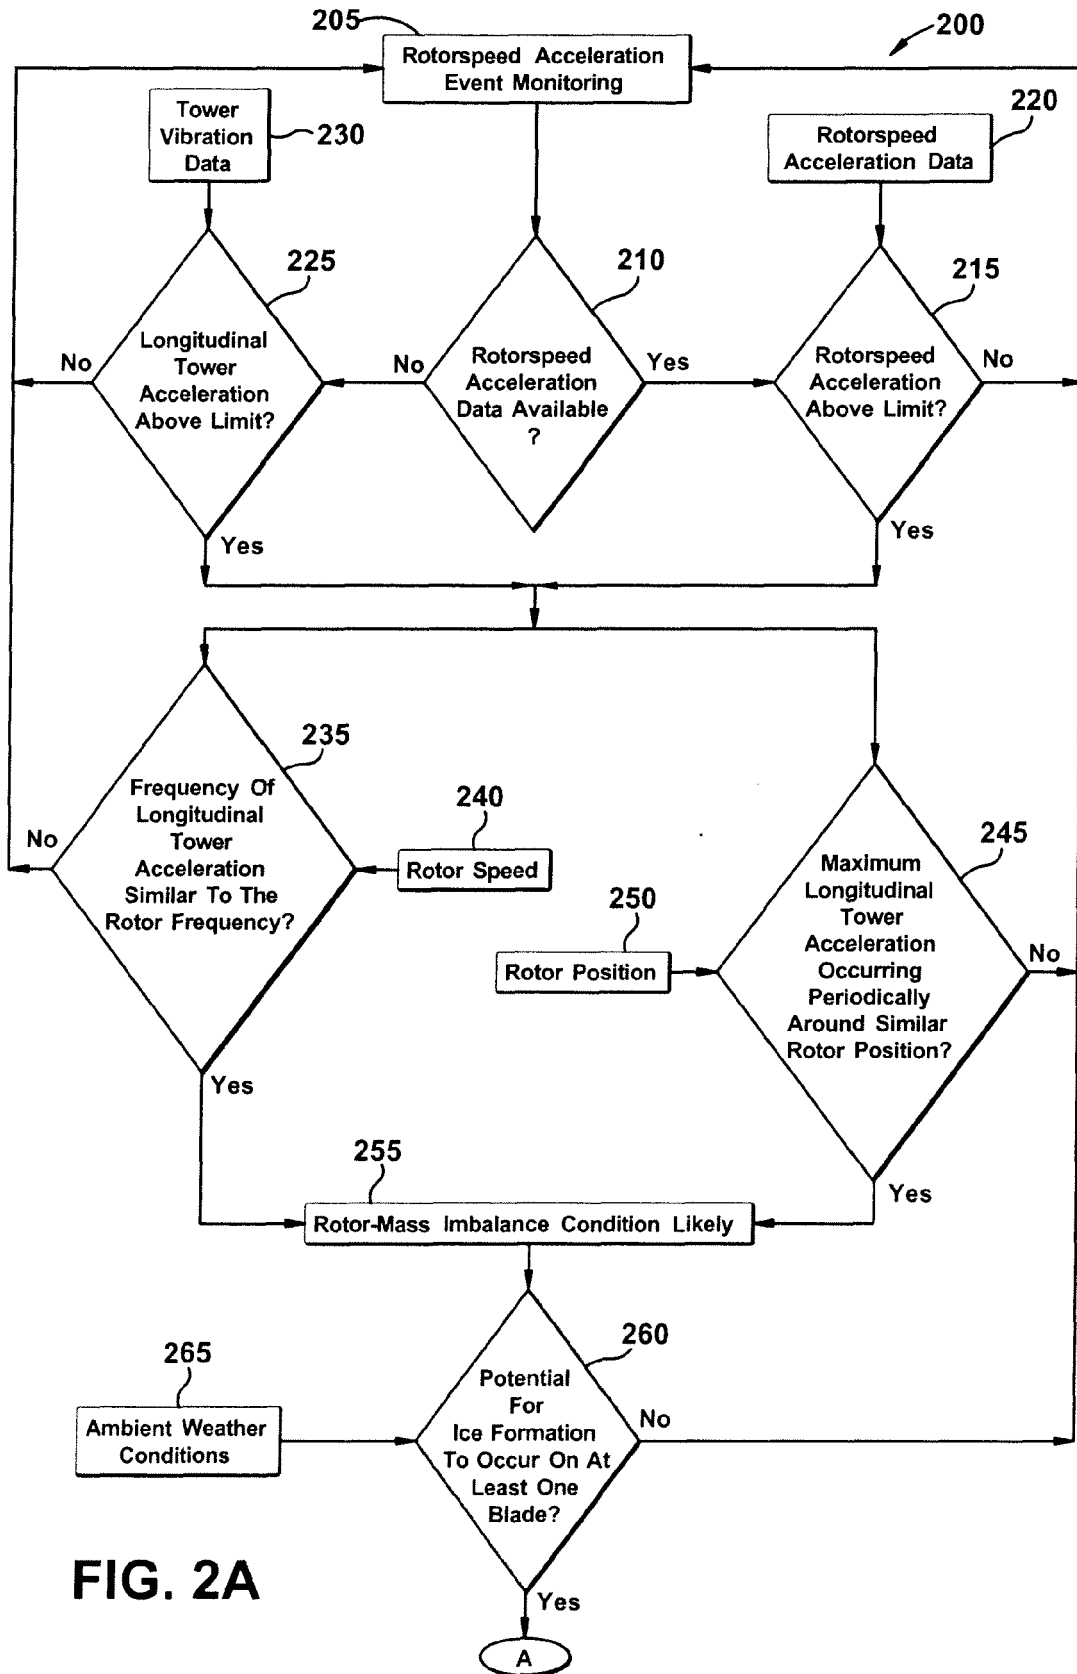 205
200
Rotorspeed Acceleration
Event Monitoring
Tower
Vibration
Data
230
220
Rotorspeed
Acceleration Data
225
210
215
No
Longitudinal
Tower
Acceleration
Above Limit?
No
Rotorspeed
Acceleration
Data Available
?
Yes
Rotorspeed
Acceleration
Above Limit?
No
Yes
Yes
235
Frequency Of
Longitudinal
Tower
Acceleration
Similar To The
Rotor Frequency?
No
240
Rotor Speed
245
Maximum
Longitudinal
Tower
Acceleration
Occurring
Periodically
Around Similar
Rotor Position?
250
Rotor Position
No
Yes
Yes
255
Rotor-Mass Imbalance Condition Likely
260
265
Ambient Weather
Conditions
Potential
For
Ice Formation
To Occur On At
Least One
Blade?
No
Yes
FIG. 2A
A